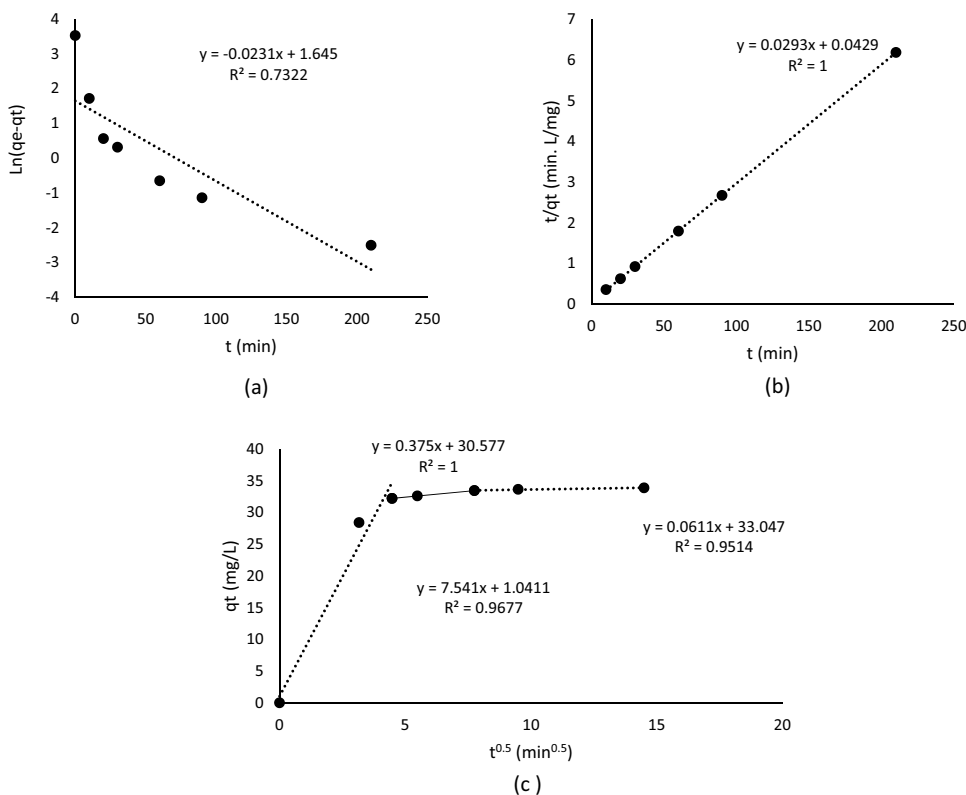 4
3
2
1
0
-1
-2
-3
-4
Ln(qe-qt)
y = -0.0231x + 1.645
R² = 0.7322
0 50 100 150 200 250
t (min)
(a)
7
6
5
4
3
2
1
0
t/qt (min. L/mg)
y = 0.0293x + 0.0429
R² = 1
0 50 100 150 200 250
t (min)
(b)
40
35
30
25
20
15
10
5
0
qt (mg/L)
y = 0.375x + 30.577
R² = 1
y = 0.0611x + 33.047
R² = 0.9514
y = 7.541x + 1.0411
R² = 0.9677
0 5 10 15 20
t^0.5 (min^0.5)
(c )